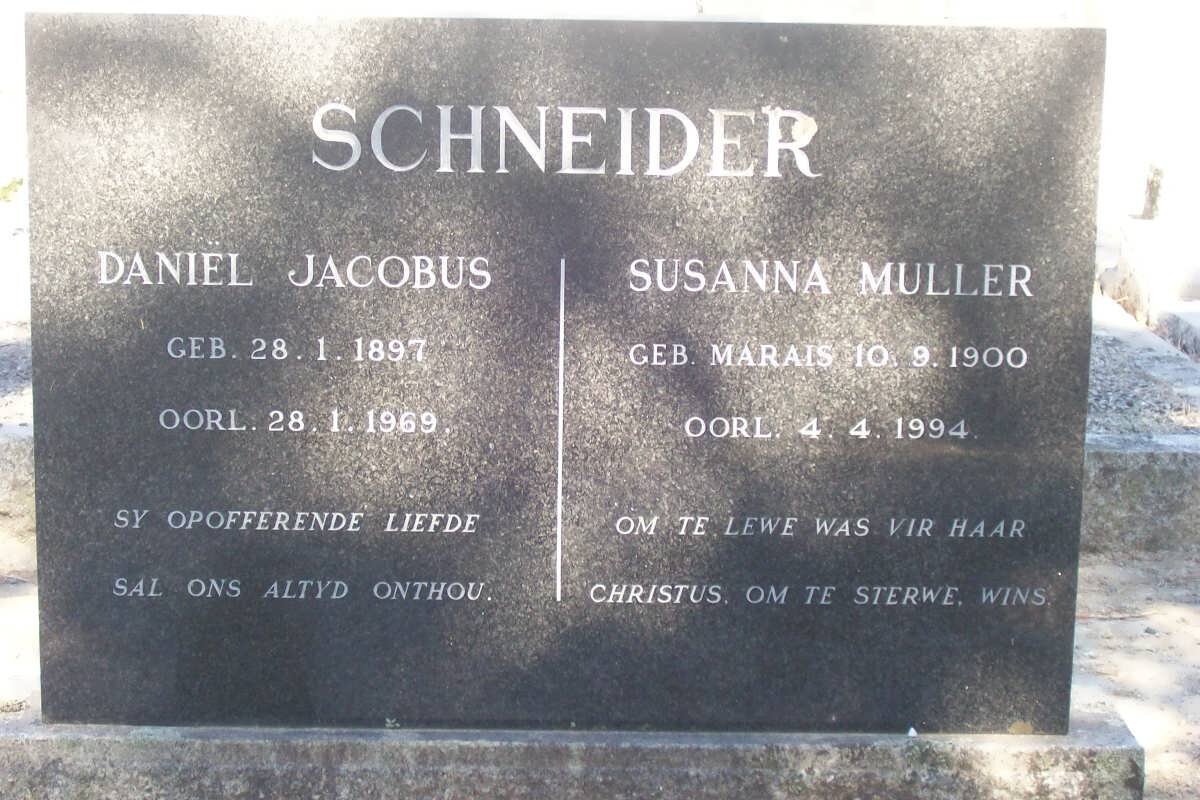 SCHNEIDER
DANIËL JACOBUS
GEB. 28.1.1897
OORL. 28.1.1969.
SY OPOFFERENDE LIEFDE
SAL ONS ALTYD ONTHOU.
SUSANNA MULLER
GEB. MARAIS 10.9.1900
OORL. 4.4.1994.
OM TE LEWE WAS VIR HAAR
CHRISTUS, OM TE STERWE, WINS.